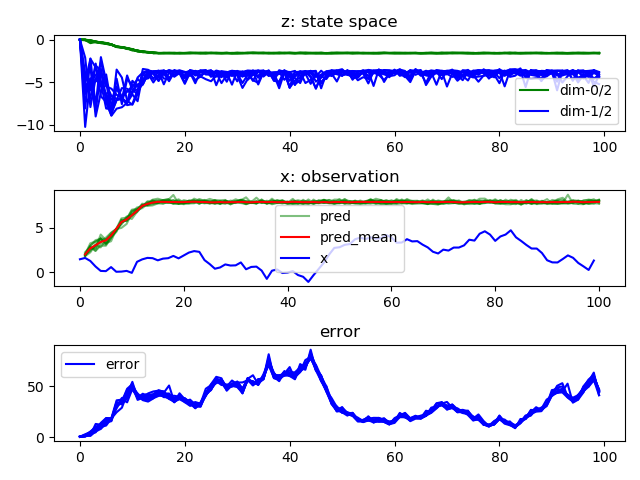 z: state space
0
−5
−10
dim-0/2
dim-1/2
0 20 40 60 80 100
x: observation
5
0
pred
pred_mean
x
0 20 40 60 80 100
error
50
0
error
0 20 40 60 80 100